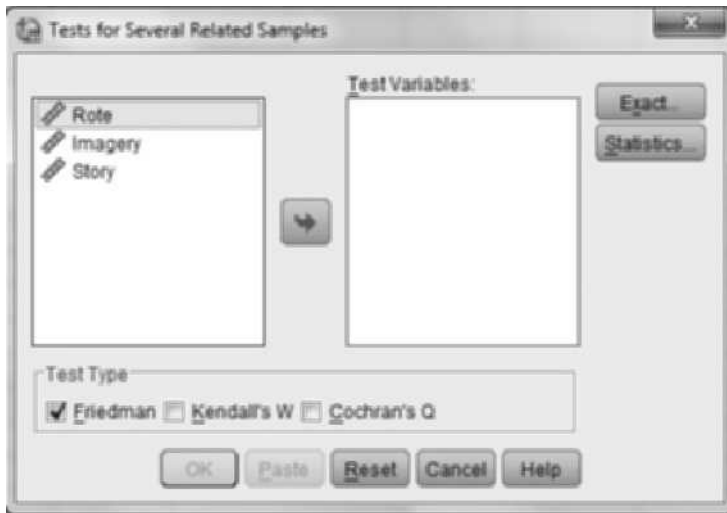 Tests for Several Related Samples
Test Variables:
Rote
Imagery
Story
Exact...
Statistics...
Test Type
Friedman Kendall's W Cochran's Q
OK Paste Reset Cancel Help